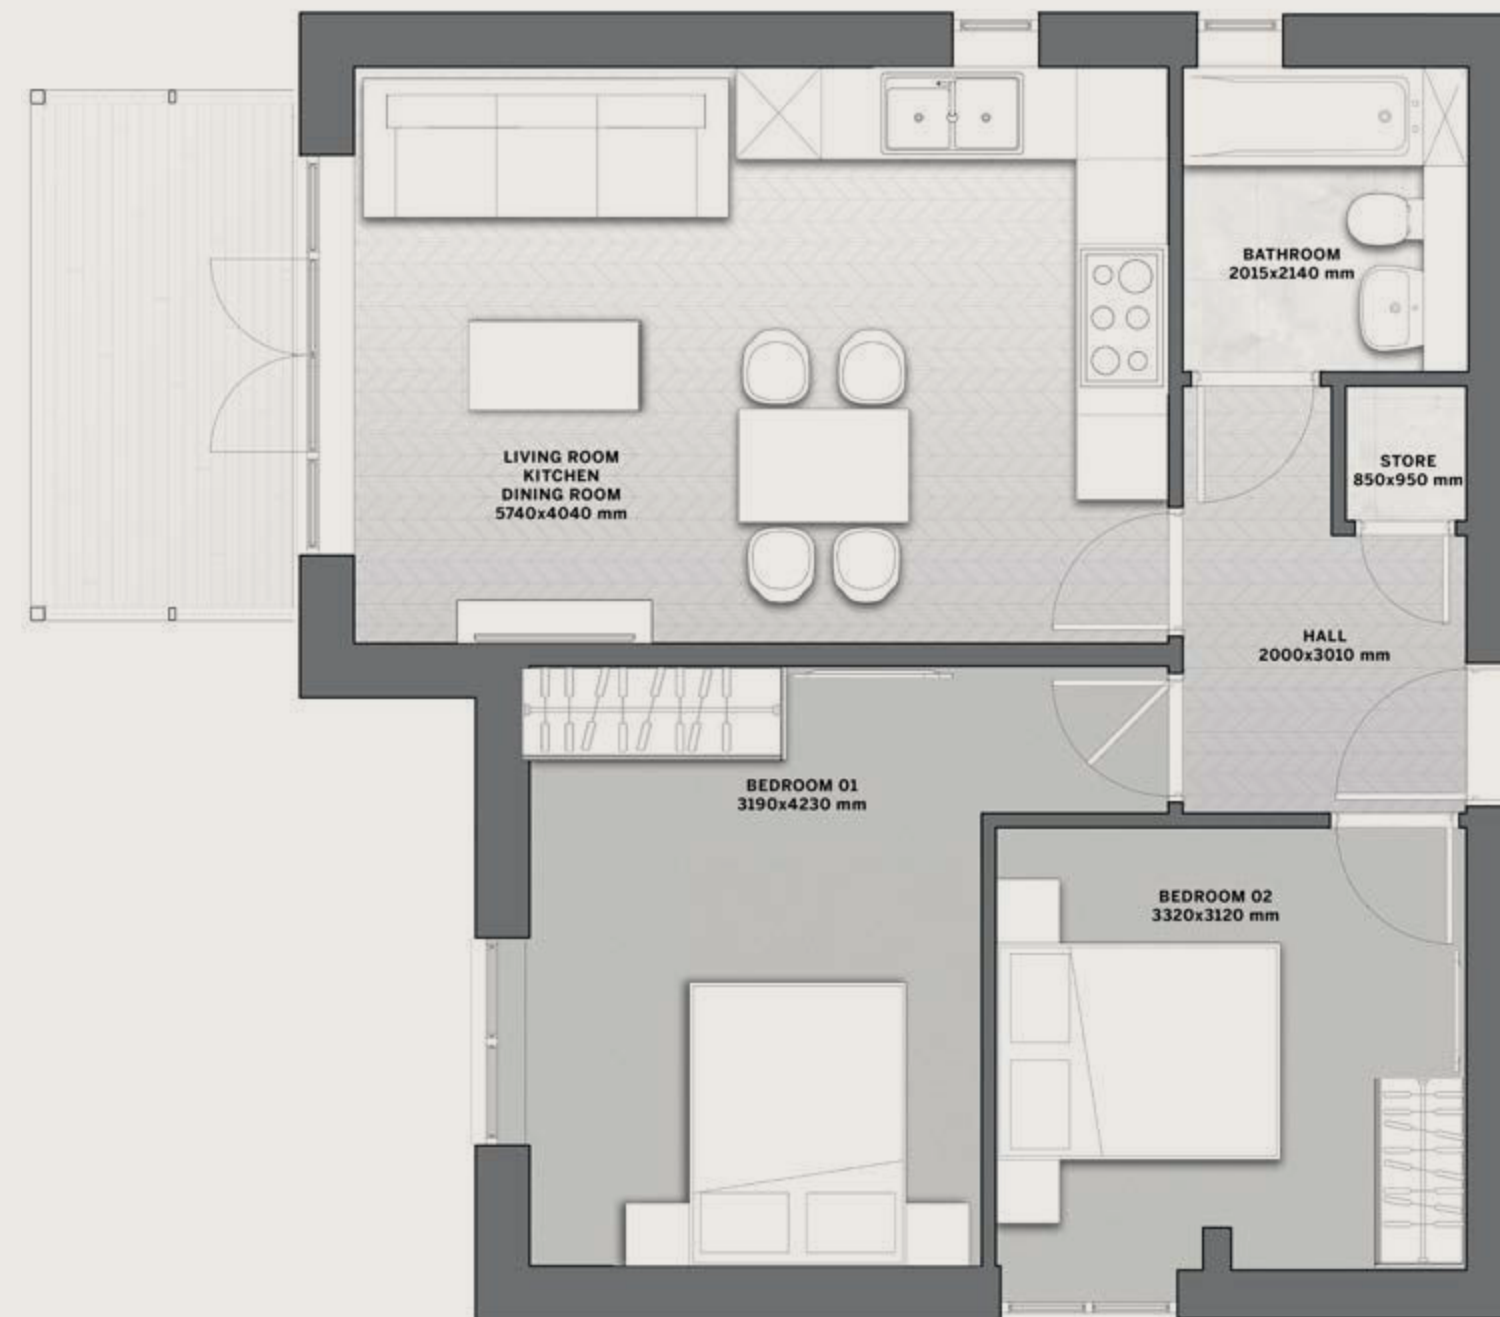 BATHROOM
2015x2140 mm
LIVING ROOM
KITCHEN
DINING ROOM
5740x4040 mm
STORE
850x950 mm
HALL
2000x3010 mm
BEDROOM 01
3190x4230 mm
BEDROOM 02
3320x3120 mm